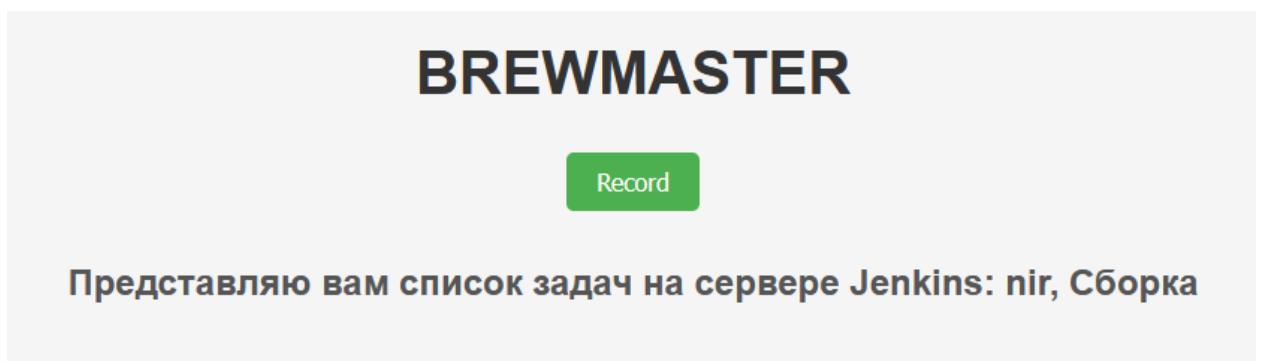 BREWMASTER
Record
Представляю вам список задач на сервере Jenkins: nir, Сборка